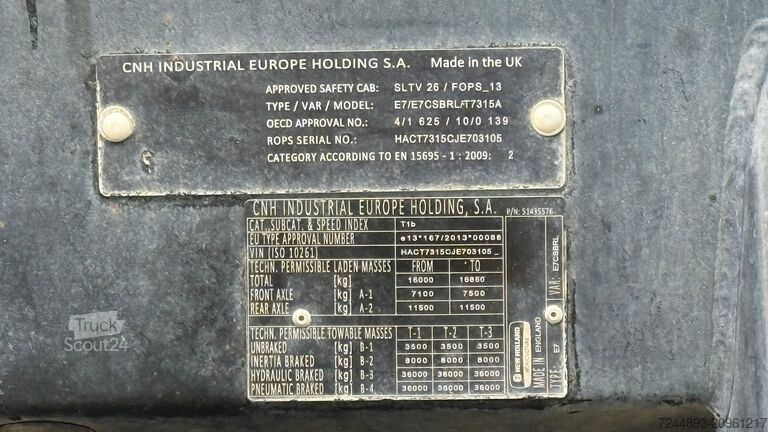 CNH INDUSTRIAL EUROPE HOLDING S.A. Made in the UK
APPROVED SAFETY CAB: SLTV 26 / FOPS_13
TYPE / VAR / MODEL: E7/E7CSBRL/T7315A
OECD APPROVAL NO.: 4/1 625 / 10/0 139
ROPS SERIAL NO.: HACT7315CJE703105
CATEGORY ACCORDING TO EN 15695 - 1 : 2009: 2
CNH INDUSTRIAL EUROPE HOLDING, S.A. P/N: 51435576
CAT.,SUBCAT. & SPEED INDEX T1b
EU TYPE APPROVAL NUMBER e13*167/2013*00088
VIN (ISO 10261) HACT7315CJE703105_
TECHN. PERMISSIBLE LADEN MASSES FROM TO
TOTAL [kg] 16000 16850
FRONT AXLE [kg] A-1 7100 7500
REAR AXLE [kg] A-2 11500 11500
TECHN. PERMISSIBLE TOWABLE MASSES T-1 T-2 T-3
UNBRAKED [kg] B-1 3500 3500 3500
INERTIA BRAKED [kg] B-2 8000 8000 8000
HYDRAULIC BRAKED [kg] B-3 36000 36000 36000
PNEUMATIC BRAKED [kg] B-4 36000 36000 36000
NEW HOLLAND
MADE IN ENGLAND
TYPE: E7 VAR: E7CSBRL
Truck
Scout24
7244892-20961217